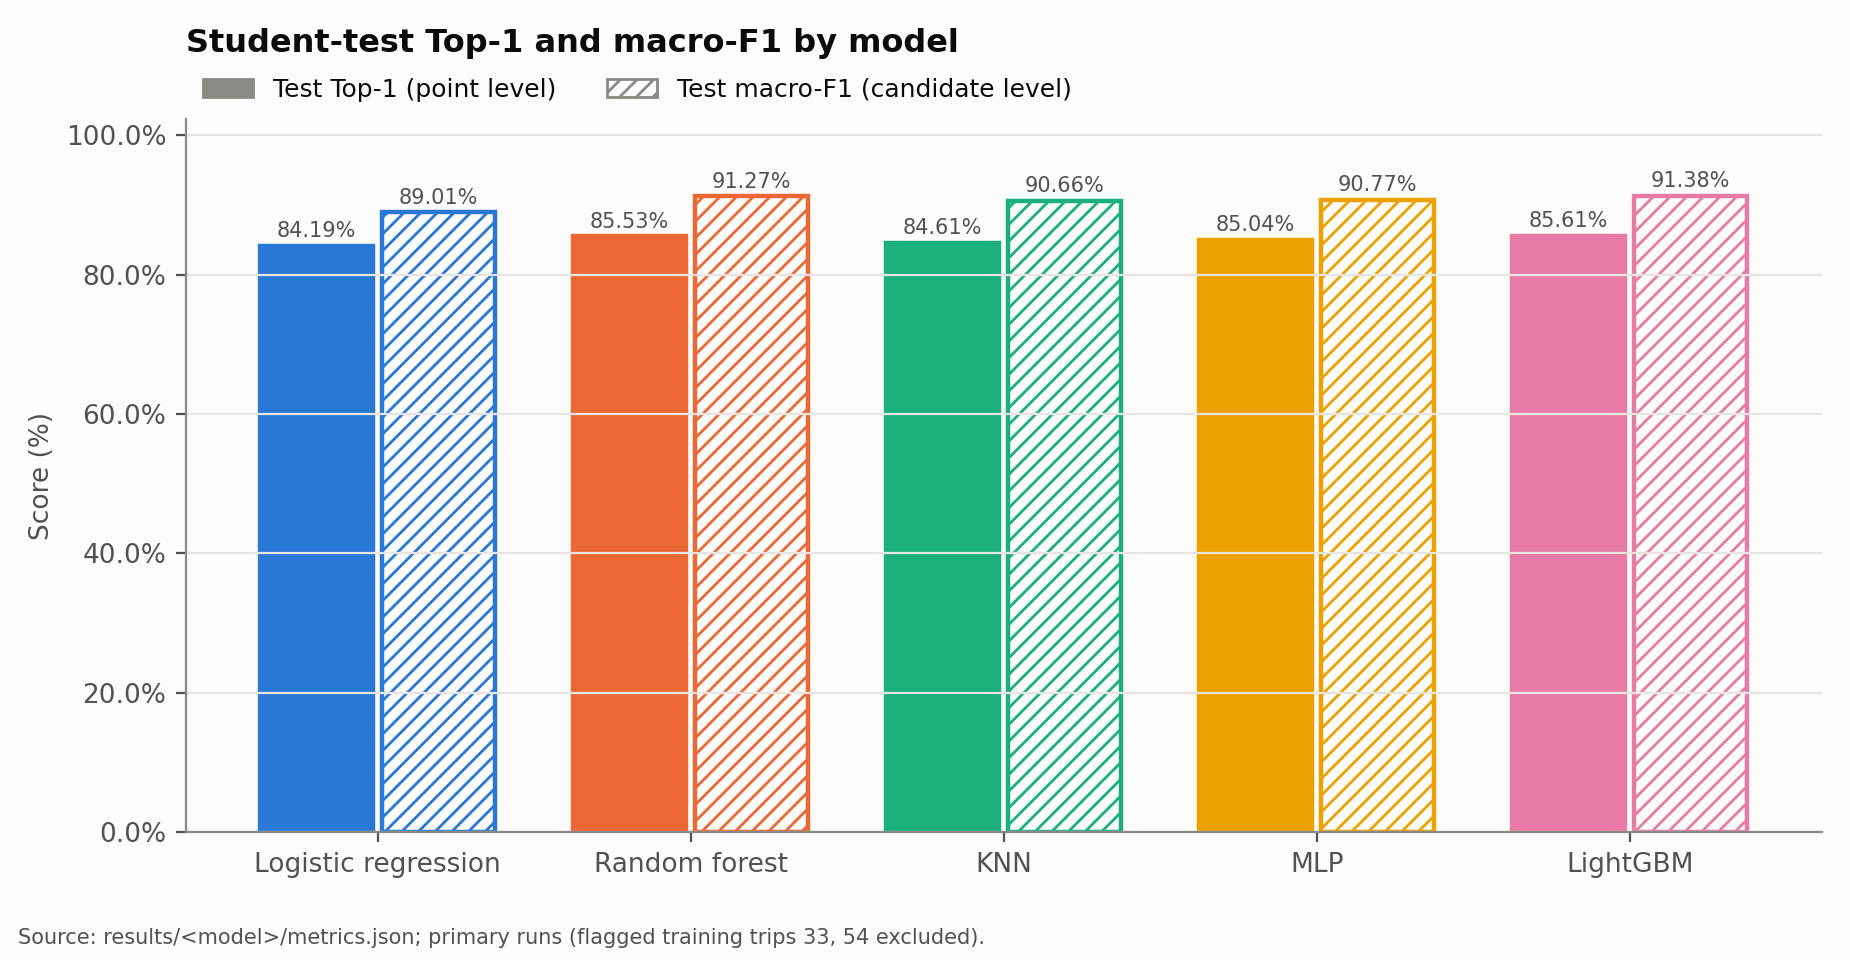 Student-test Top-1 and macro-F1 by model
Test Top-1 (point level)
Test macro-F1 (candidate level)
100.0%
80.0%
60.0%
40.0%
20.0%
0.0%
Score (%)
84.19%
89.01%
85.53%
91.27%
84.61%
90.66%
85.04%
90.77%
85.61%
91.38%
Logistic regression
Random forest
KNN
MLP
LightGBM
Source: results/<model>/metrics.json; primary runs (flagged training trips 33, 54 excluded).